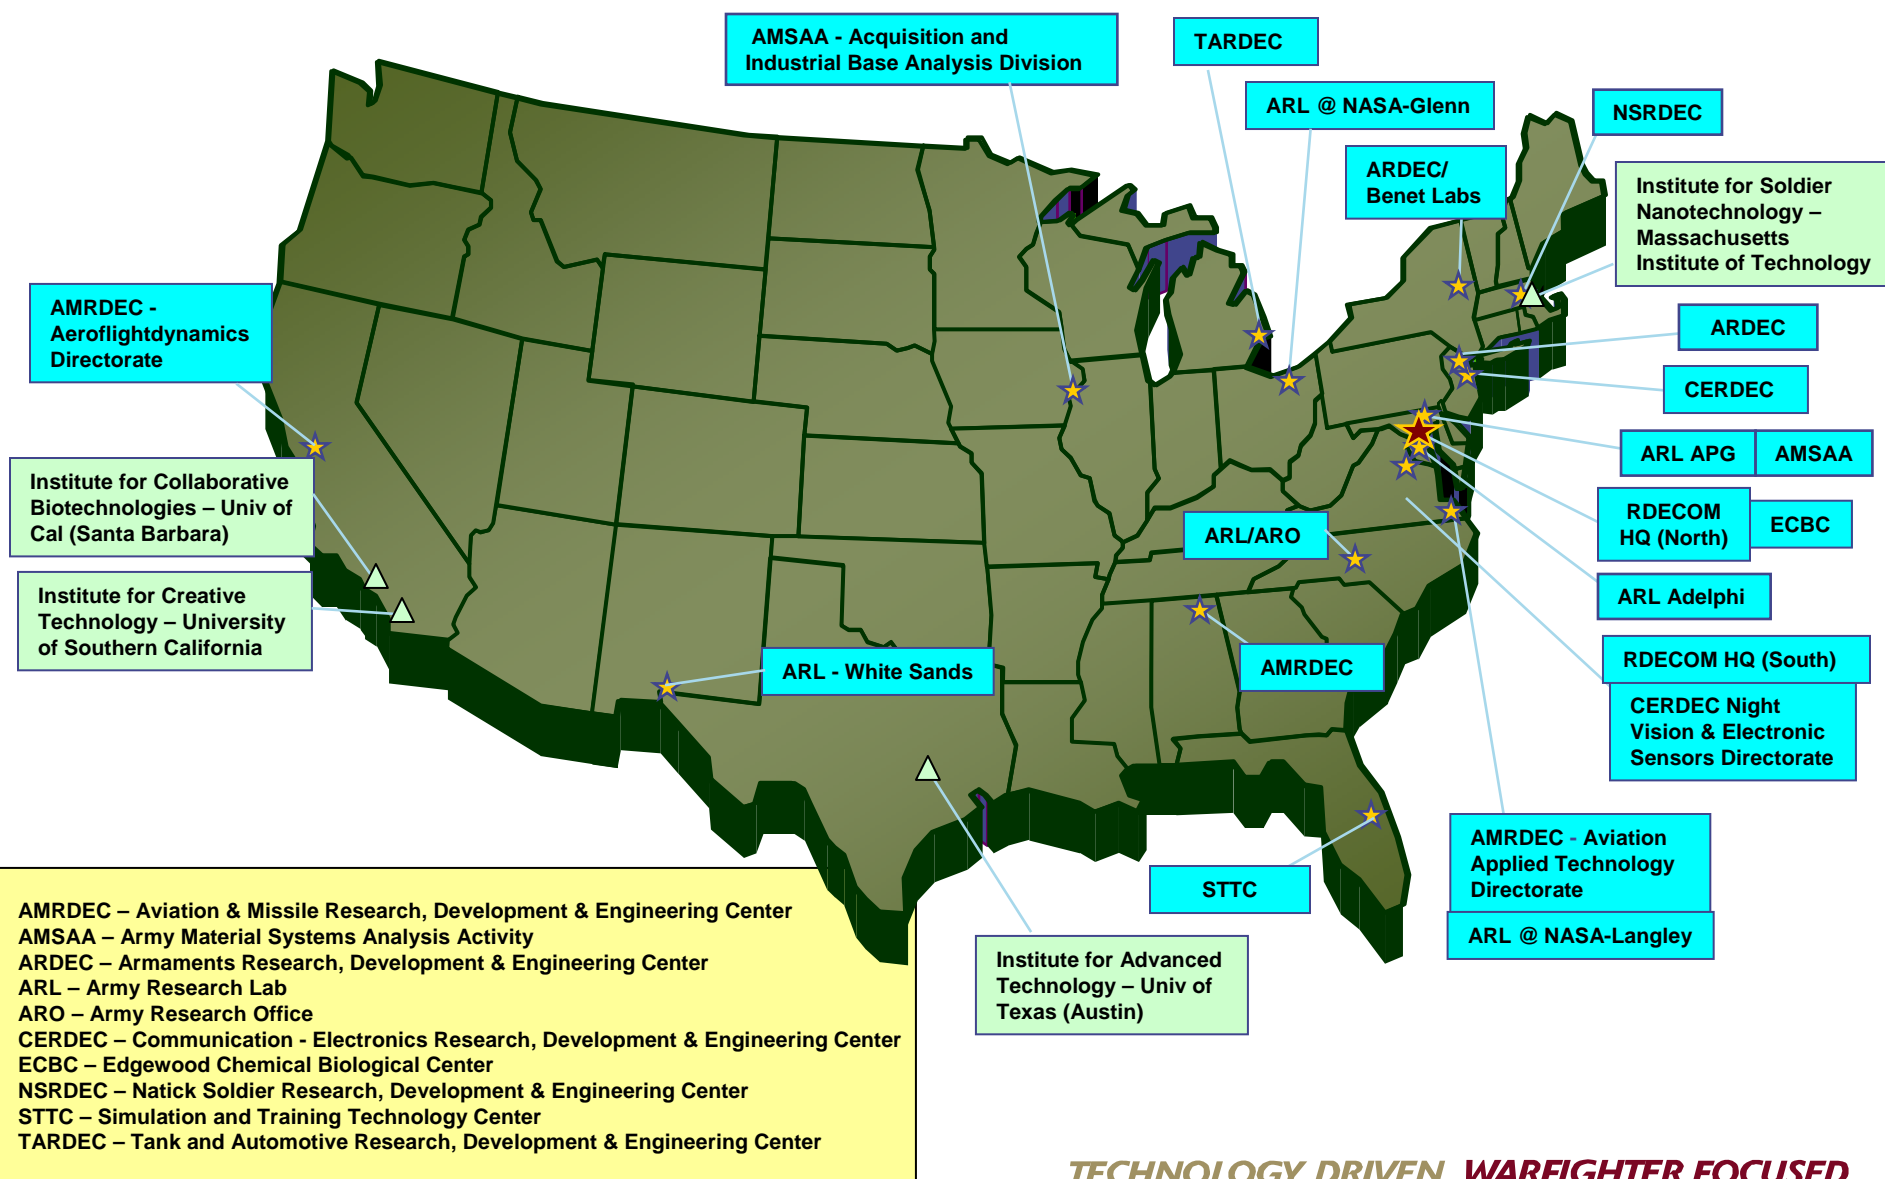 AMSAA - Acquisition and
Industrial Base Analysis Division
TARDEC
ARL @ NASA-Glenn
NSRDEC
ARDEC/
Benet Labs
Institute for Soldier
Nanotechnology –
Massachusetts
Institute of Technology
AMRDEC -
Aeroflightdynamics
Directorate
ARDEC
CERDEC
ARL APG
AMSAA
Institute for Collaborative
Biotechnologies – Univ of
Cal (Santa Barbara)
RDECOM
HQ (North)
ECBC
ARL/ARO
Institute for Creative
Technology – University
of Southern California
ARL Adelphi
RDECOM HQ (South)
AMRDEC
ARL - White Sands
CERDEC Night
Vision & Electronic
Sensors Directorate
AMRDEC - Aviation
Applied Technology
Directorate
STTC
ARL @ NASA-Langley
Institute for Advanced
Technology – Univ of
Texas (Austin)
AMRDEC – Aviation & Missile Research, Development & Engineering Center
AMSAA – Army Material Systems Analysis Activity
ARDEC – Armaments Research, Development & Engineering Center
ARL – Army Research Lab
ARO – Army Research Office
CERDEC – Communication - Electronics Research, Development & Engineering Center
ECBC – Edgewood Chemical Biological Center
NSRDEC – Natick Soldier Research, Development & Engineering Center
STTC – Simulation and Training Technology Center
TARDEC – Tank and Automotive Research, Development & Engineering Center
TECHNOLOGY DRIVEN. WARFIGHTER FOCUSED.